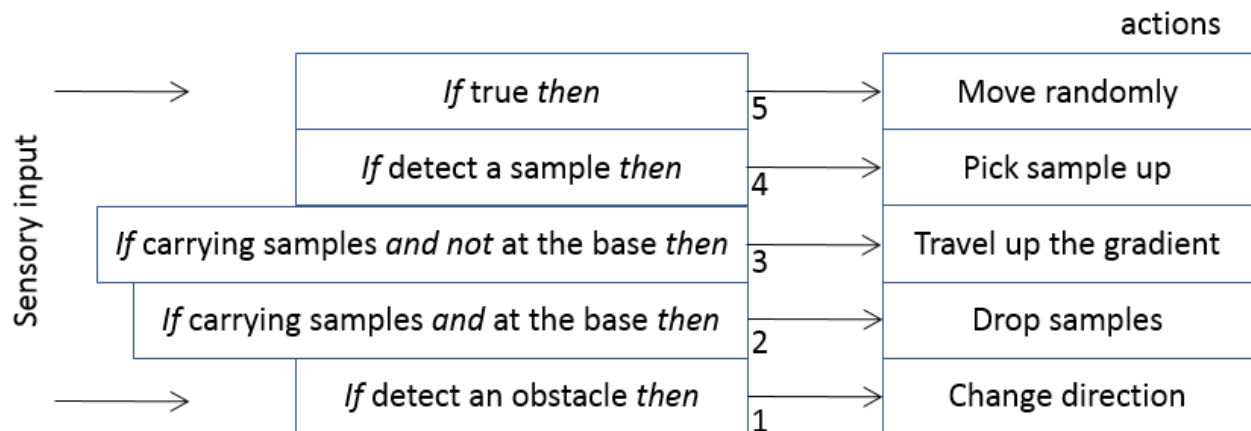 actions
Sensory input
If true then
5
Move randomly
If detect a sample then
4
Pick sample up
If carrying samples and not at the base then
3
Travel up the gradient
If carrying samples and at the base then
2
Drop samples
If detect an obstacle then
1
Change direction